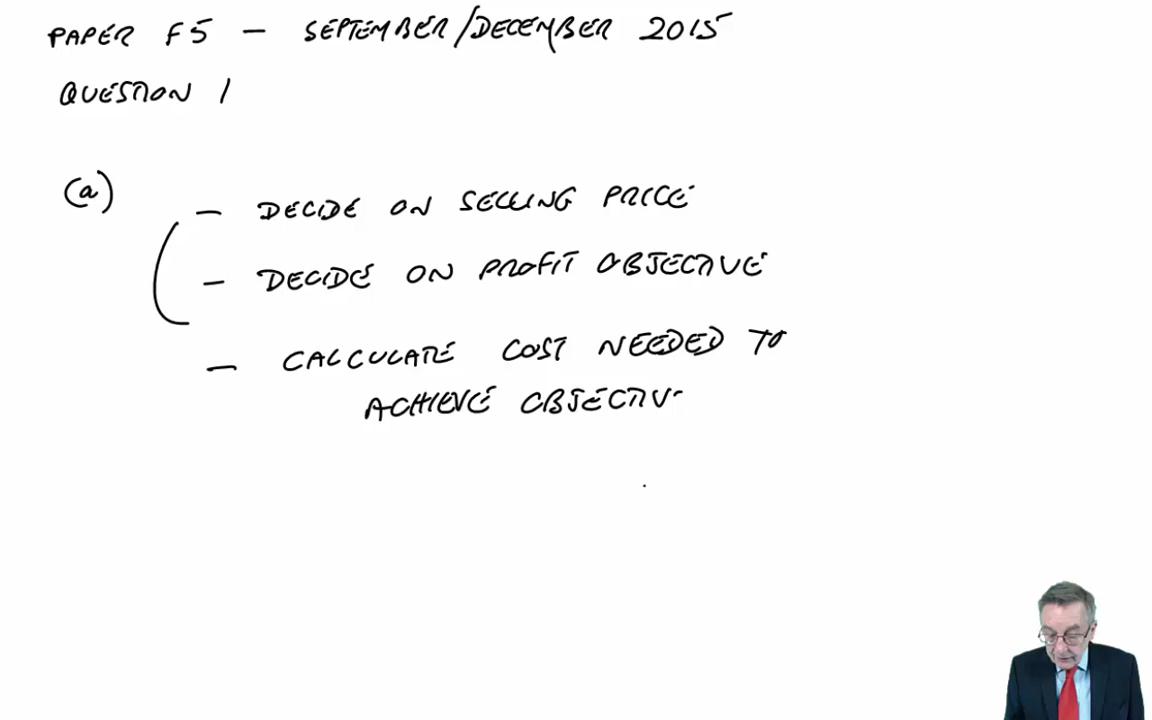 PAPER F5 - SEPTEMBER/DECEMBER 2015
QUESTION 1
(a)
- DECIDE ON SELLING PRICE
- DECIDE ON PROFIT OBJECTIVE
- CALCULATE COST NEEDED TO
ACHIEVE OBJECTIV